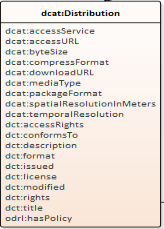 dcat:Distribution
dcat:accessService
dcat:accessURL
dcat:byteSize
dcat:compressFormat
dcat:downloadURL
dcat:mediaType
dcat:packageFormat
dcat:spatialResolutionInMeters
dcat:temporalResolution
dct:accessRights
dct:conformsTo
dct:description
dct:format
dct:issued
dct:license
dct:modified
dct:rights
dct:title
odrl:hasPolicy